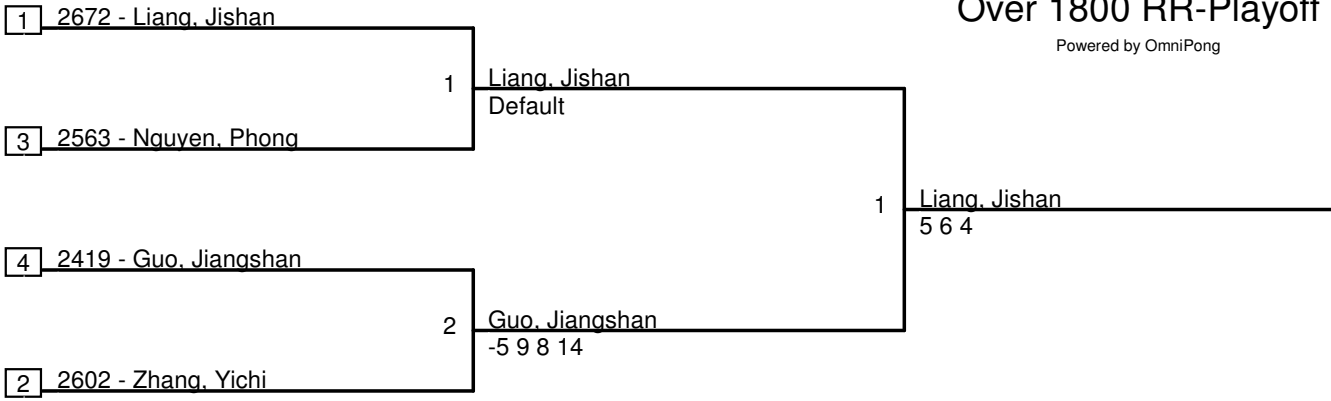 Over 1800 RR-Playoff
Powered by OmniPong
1 2672 - Liang, Jishan
1 Liang, Jishan
Default
3 2563 - Nguyen, Phong
1 Liang, Jishan
5 6 4
4 2419 - Guo, Jiangshan
2 Guo, Jiangshan
-5 9 8 14
2 2602 - Zhang, Yichi